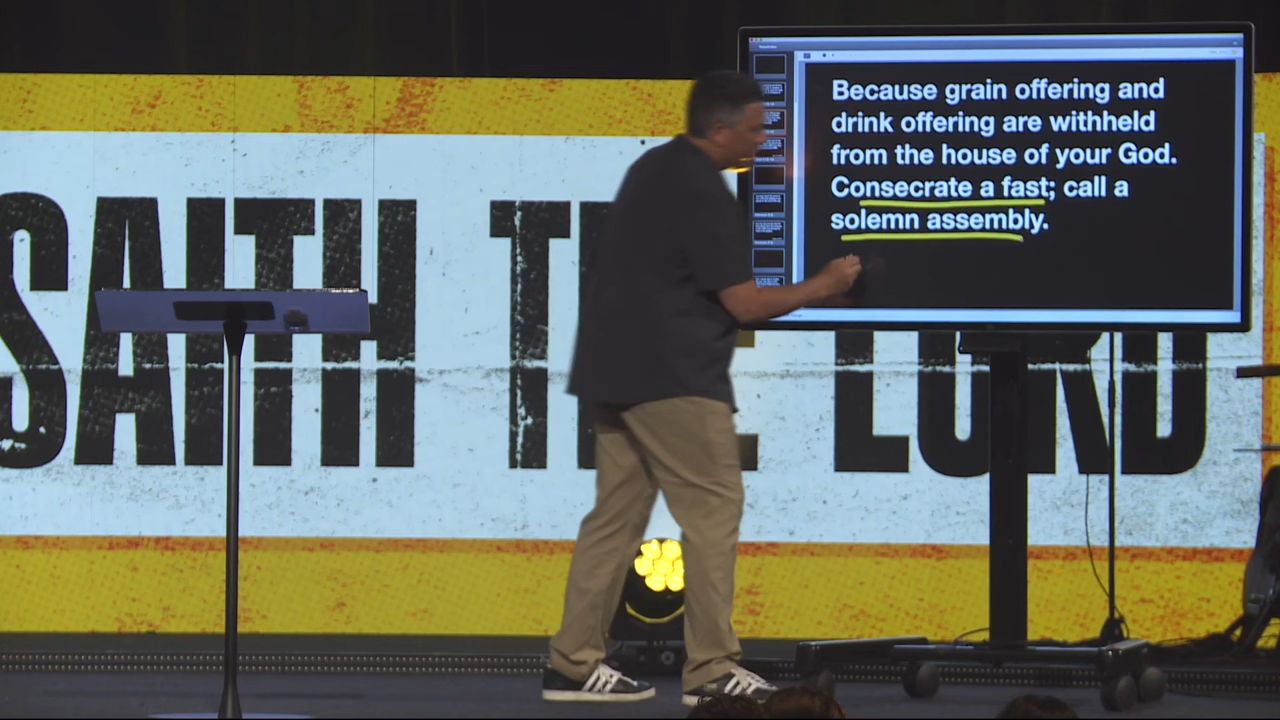 Because grain offering and
drink offering are withheld
from the house of your God.
Consecrate a fast; call a
solemn assembly.
SAITH THE LORD